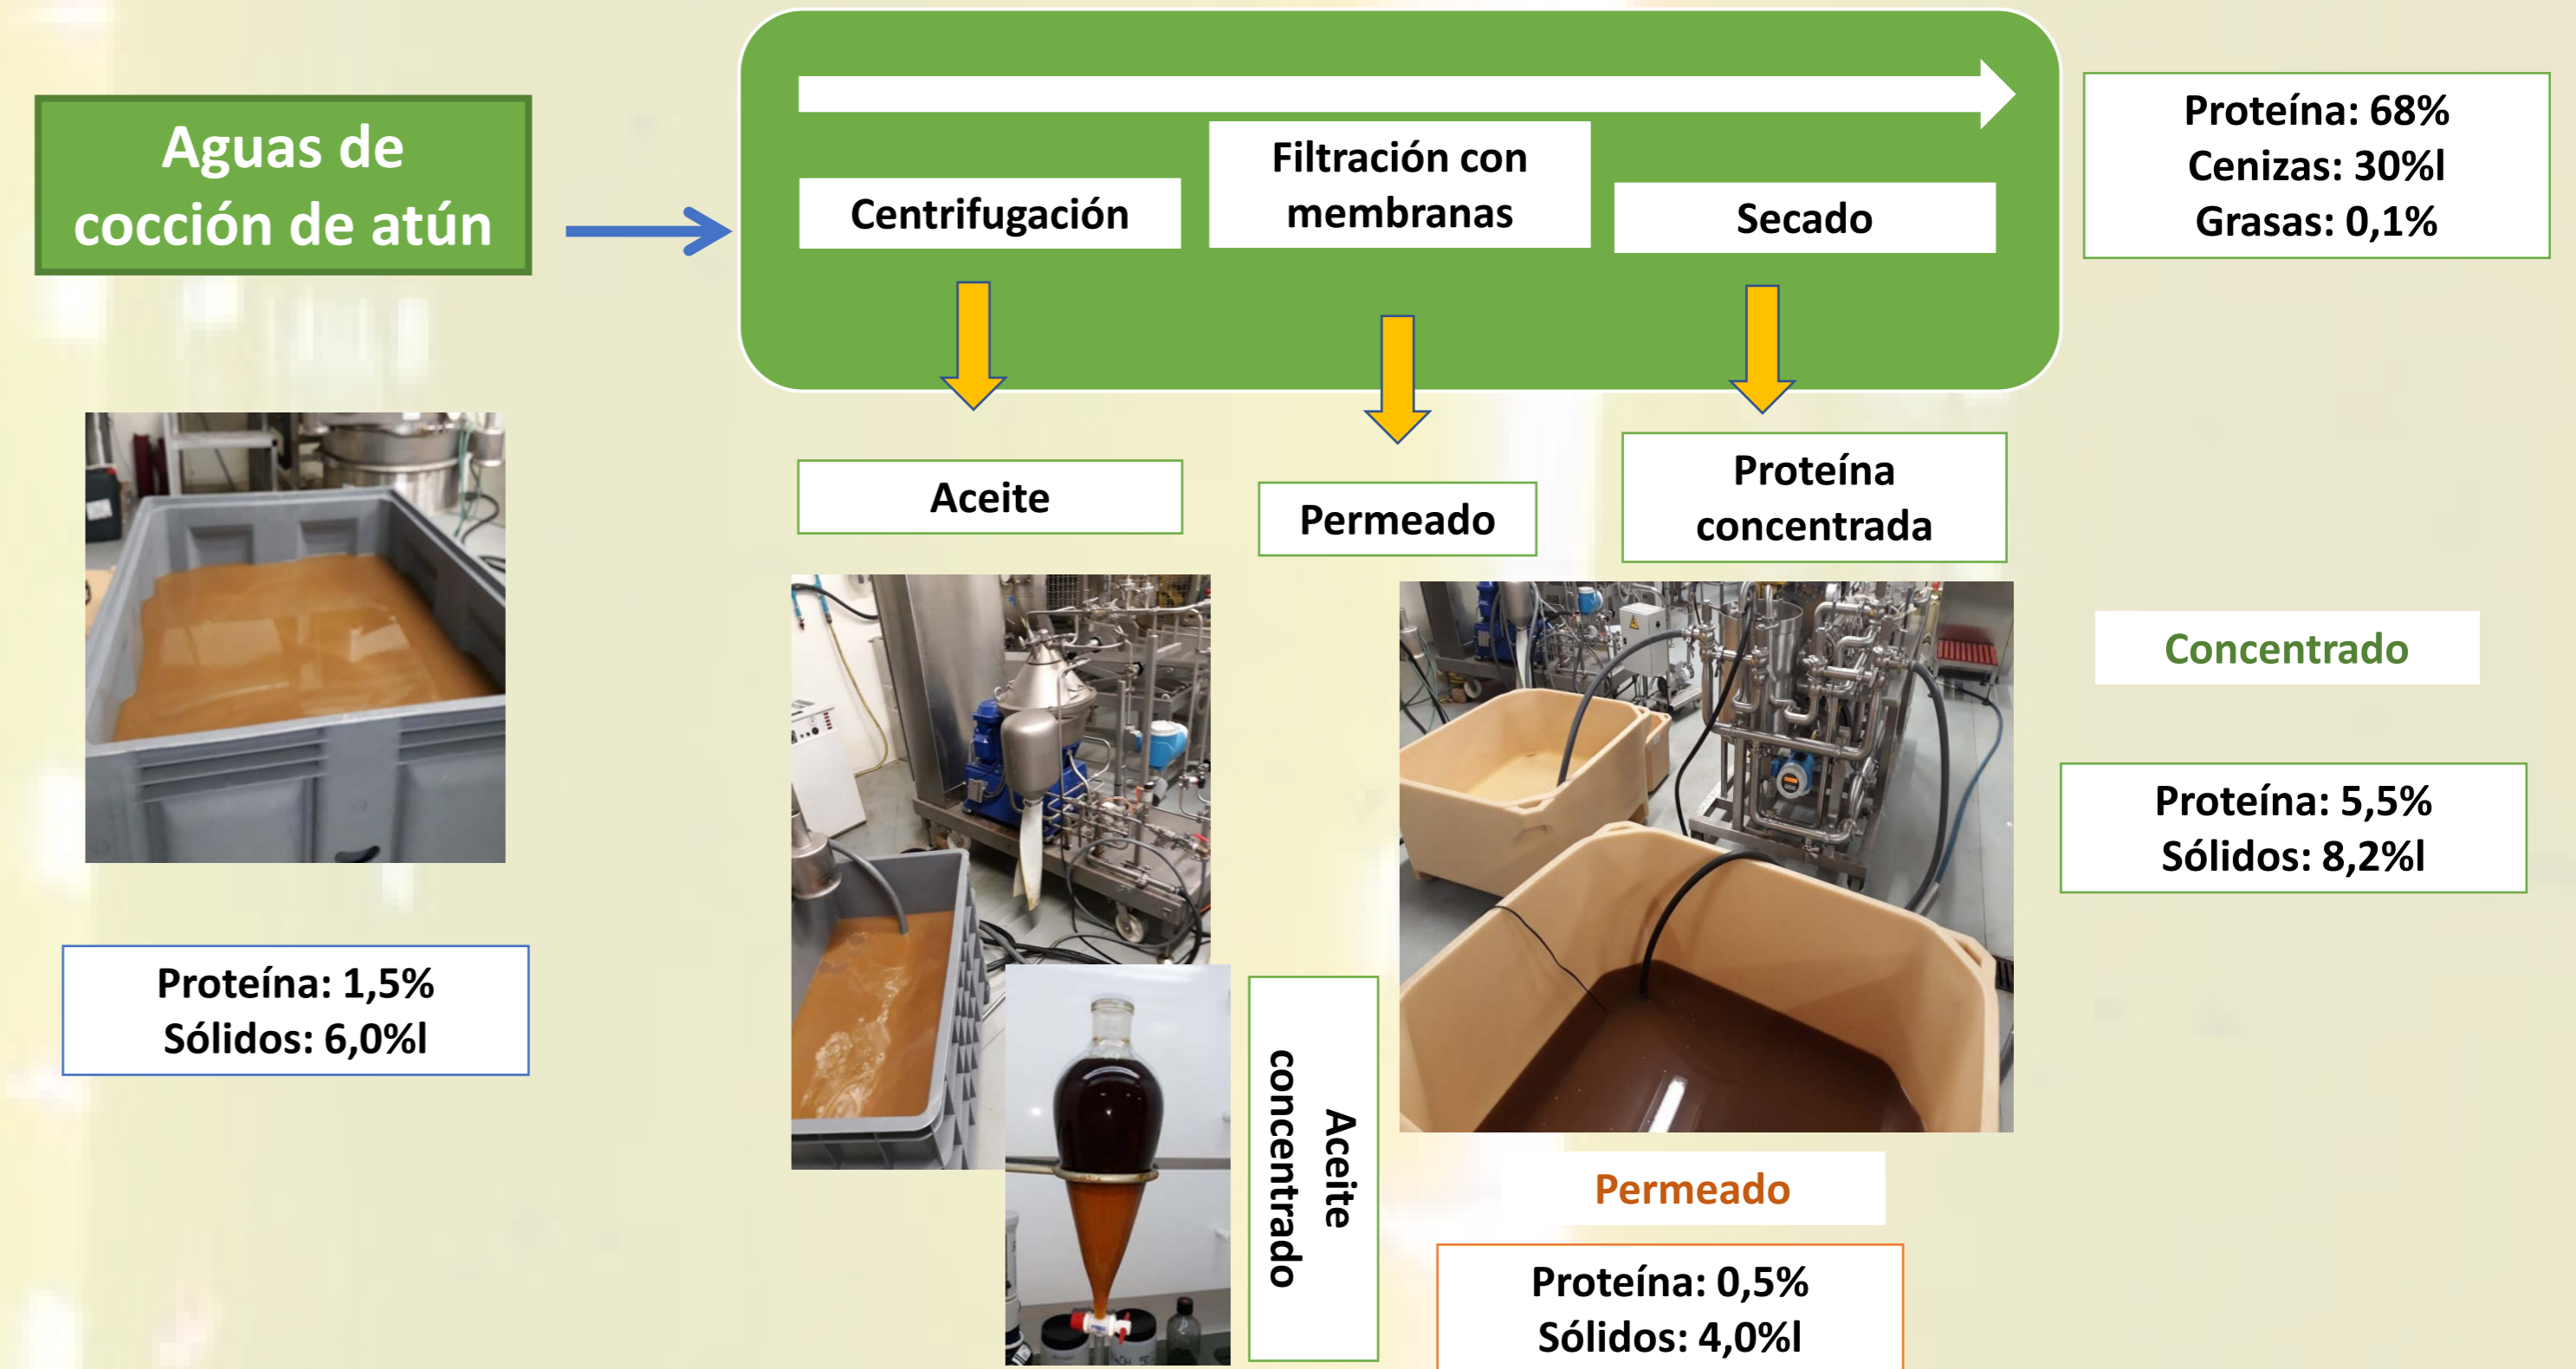 Aguas de
cocción de atún
Centrifugación
Filtración con
membranas
Secado
Proteína: 68%
Cenizas: 30%l
Grasas: 0,1%
Aceite
Permeado
Proteína
concentrada
Concentrado
Proteína: 5,5%
Sólidos: 8,2%l
Proteína: 1,5%
Sólidos: 6,0%l
Aceite
concentrado
Permeado
Proteína: 0,5%
Sólidos: 4,0%l